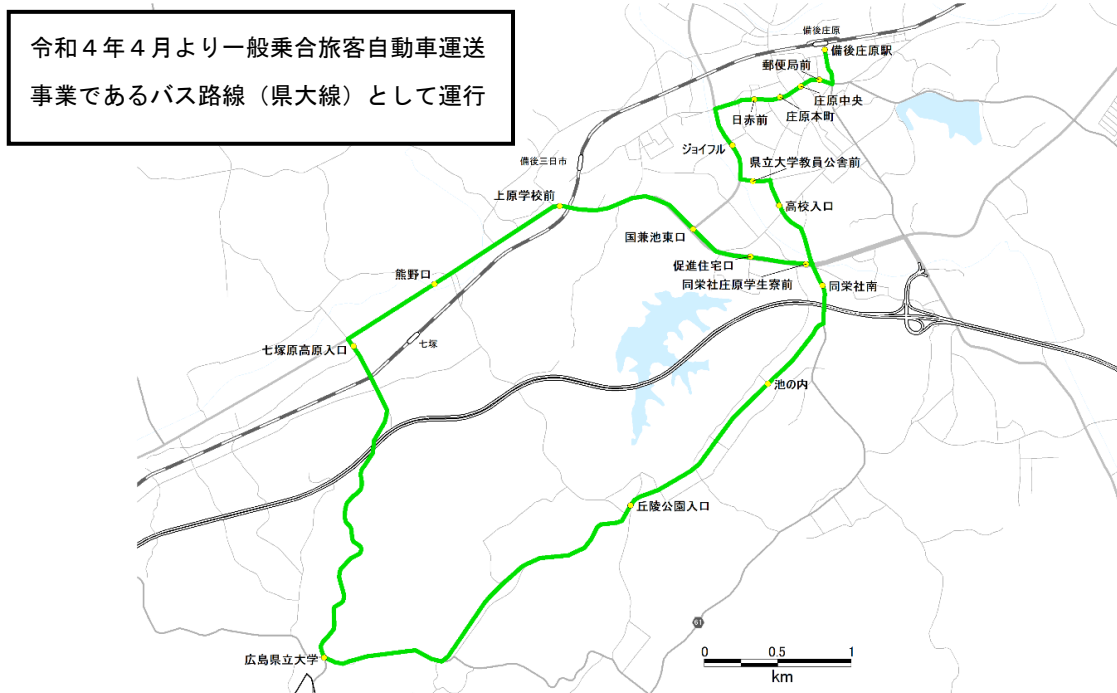 令和４年４月より一般乗合旅客自動車運送
事業であるバス路線（県大線）として運行
備後庄原
備後庄原駅
郵便局前
庄原中央
庄原本町
日赤前
ジョイフル
備後三日市
県立大学教員公舎前
上原学校前
高校入口
国兼池東口
促進住宅口
熊野口
同栄社庄原学生寮前
同栄社南
七塚原高原入口
七塚
池の内
丘陵公園入口
61
広島県立大学
0 0.5 1
km